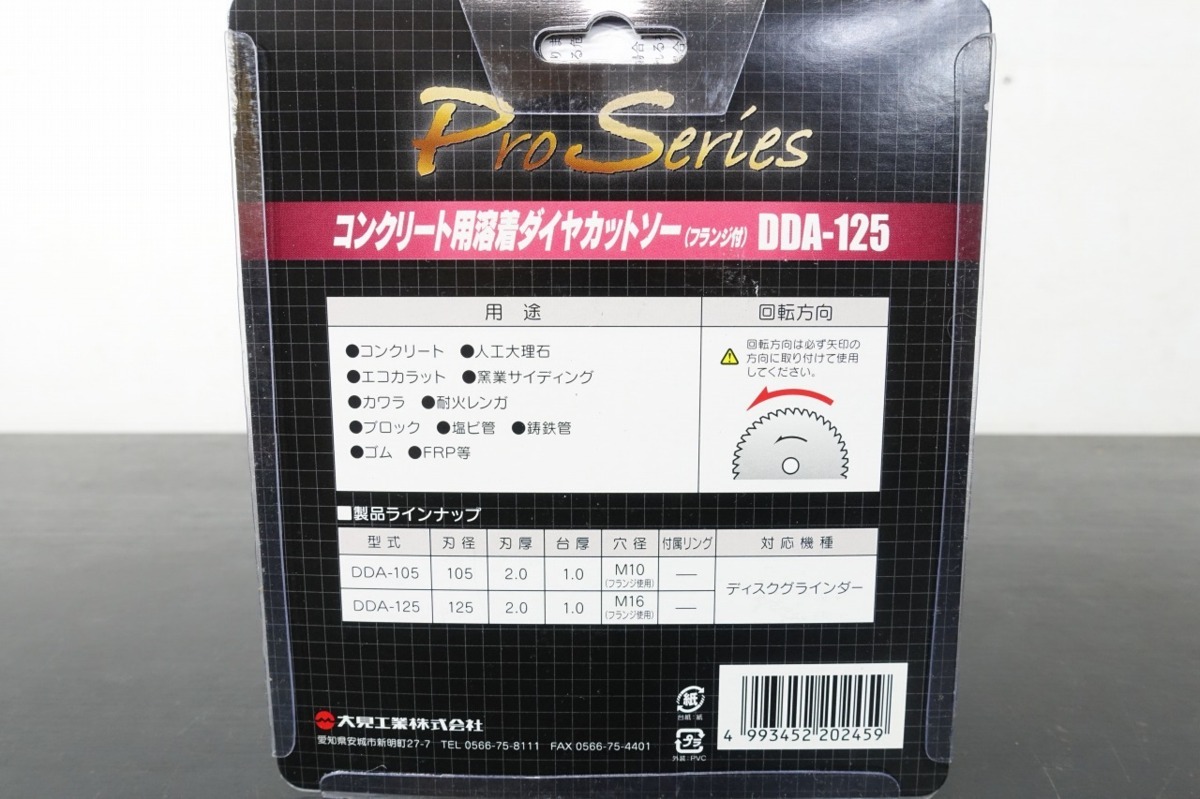 Pro Series
コンクリート用溶着ダイヤカットソー(フランジ付) DDA-125
用途 回転方向
●コンクリート ●人工大理石
●エコカラット ●窯業サイディング
●カワラ ●耐火レンガ
●ブロック ●塩ビ管 ●鋳鉄管
●ゴム ●FRP等
回転方向は必ず矢印の
方向に取り付けて使用
してください。
■製品ラインナップ
型式 刃径 刃厚 台厚 穴径 付属リング 対応機種
DDA-105 105 2.0 1.0 M10 (フランジ使用) — ディスクグラインダー
DDA-125 125 2.0 1.0 M16 (フランジ使用) —
大見工業株式会社
愛知県安城市新明町27-7 TEL 0566-75-8111 FAX 0566-75-4401
紙
台紙:紙
プラ
外装:PVC
4 993452 202459